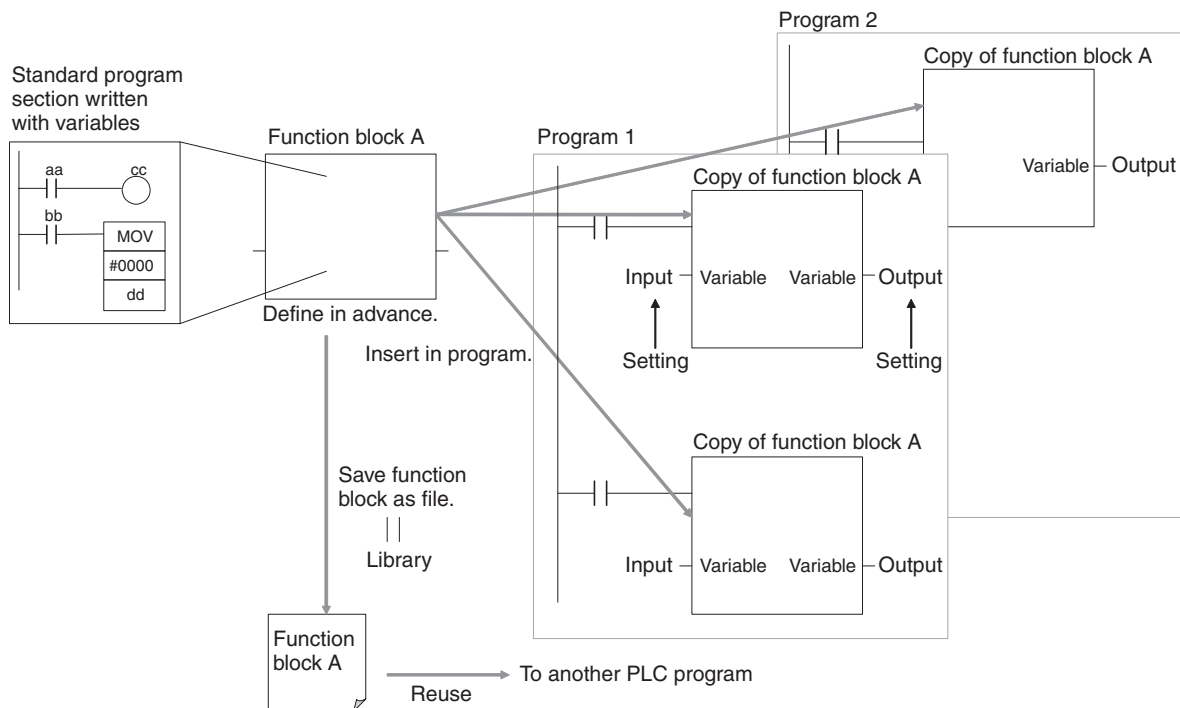 Program 2
Copy of function block A
Standard program
section written
with variables
Function block A
Program 1
aa
cc
bb
MOV
#0000
dd
Variable
Output
Copy of function block A
Input
Variable
Variable
Output
Define in advance.
Insert in program.
Setting
Setting
Copy of function block A
Save function
block as file.
Library
Input
Variable
Variable
Output
Function
block A
Reuse
To another PLC program